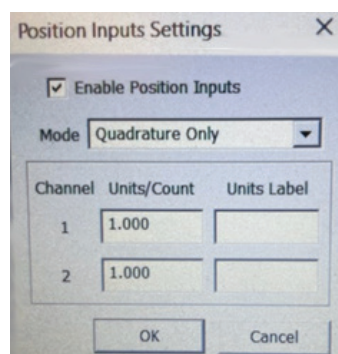 Position Inputs Settings
Enable Position Inputs
Mode Quadrature Only
Channel Units/Count Units Label
1 1.000
2 1.000
OK Cancel